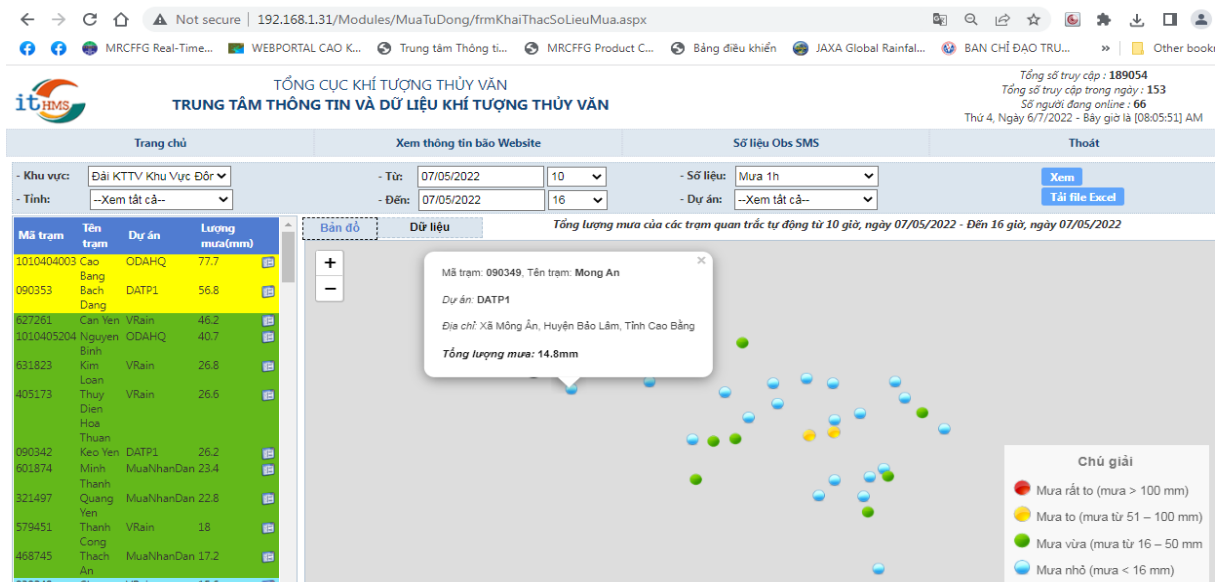 Not secure | 192.168.1.31/Modules/MuaTuDong/frmKhaiThacSoLieuMua.aspx
MRCFFG Real-Time... WEBPORTAL CAO K... Trung tâm Thông ti... MRCFFG Product C... Bảng điều khiển JAXA Global Rainfal... BAN CHỈ ĐẠO TRU... » Other book
itHMS
TỔNG CỤC KHÍ TƯỢNG THỦY VĂN
TRUNG TÂM THÔNG TIN VÀ DỮ LIỆU KHÍ TƯỢNG THỦY VĂN
Tổng số truy cập : 189054
Tổng số truy cập trong ngày : 153
Số người đang online : 66
Thứ 4, Ngày 6/7/2022 - Bây giờ là [08:05:51] AM
Trang chủ Xem thông tin bão Website Số liệu Obs SMS Thoát
- Khu vực: Đài KTTV Khu Vực Đôn - Từ: 07/05/2022 10 - Số liệu: Mưa 1h Xem
- Tỉnh: --Xem tất cả-- - Đến: 07/05/2022 16 - Dự án: --Xem tất cả-- Tải file Excel
Mã trạm Tên trạm Dự án Lượng mưa(mm)
1010404003 Cao Bang ODAHQ 77.7
090353 Bach Dang DATP1 56.8
627261 Can Yen VRain 46.2
1010405204 Nguyen Binh ODAHQ 40.7
631823 Kim Loan VRain 26.8
405173 Thuy Dien Hoa Thuan VRain 26.6
090342 Keo Yen DATP1 26.2
601874 Minh Thanh MuaNhanDan 23.4
321497 Quang Yen MuaNhanDan 22.8
579451 Thanh Cong VRain 18
468745 Thach An MuaNhanDan 17.2
Bản đồ Dữ liệu
Tổng lượng mưa của các trạm quan trắc tự động từ 10 giờ, ngày 07/05/2022 - Đến 16 giờ, ngày 07/05/2022
+
−
×
Mã trạm: 090349, Tên trạm: Mong An
Dự án: DATP1
Địa chỉ: Xã Mông Ân, Huyện Bảo Lâm, Tỉnh Cao Bằng
Tổng lượng mưa: 14.8mm
Chú giải
Mưa rất to (mưa > 100 mm)
Mưa to (mưa từ 51 – 100 mm)
Mưa vừa (mưa từ 16 – 50 mm
Mưa nhỏ (mưa < 16 mm)